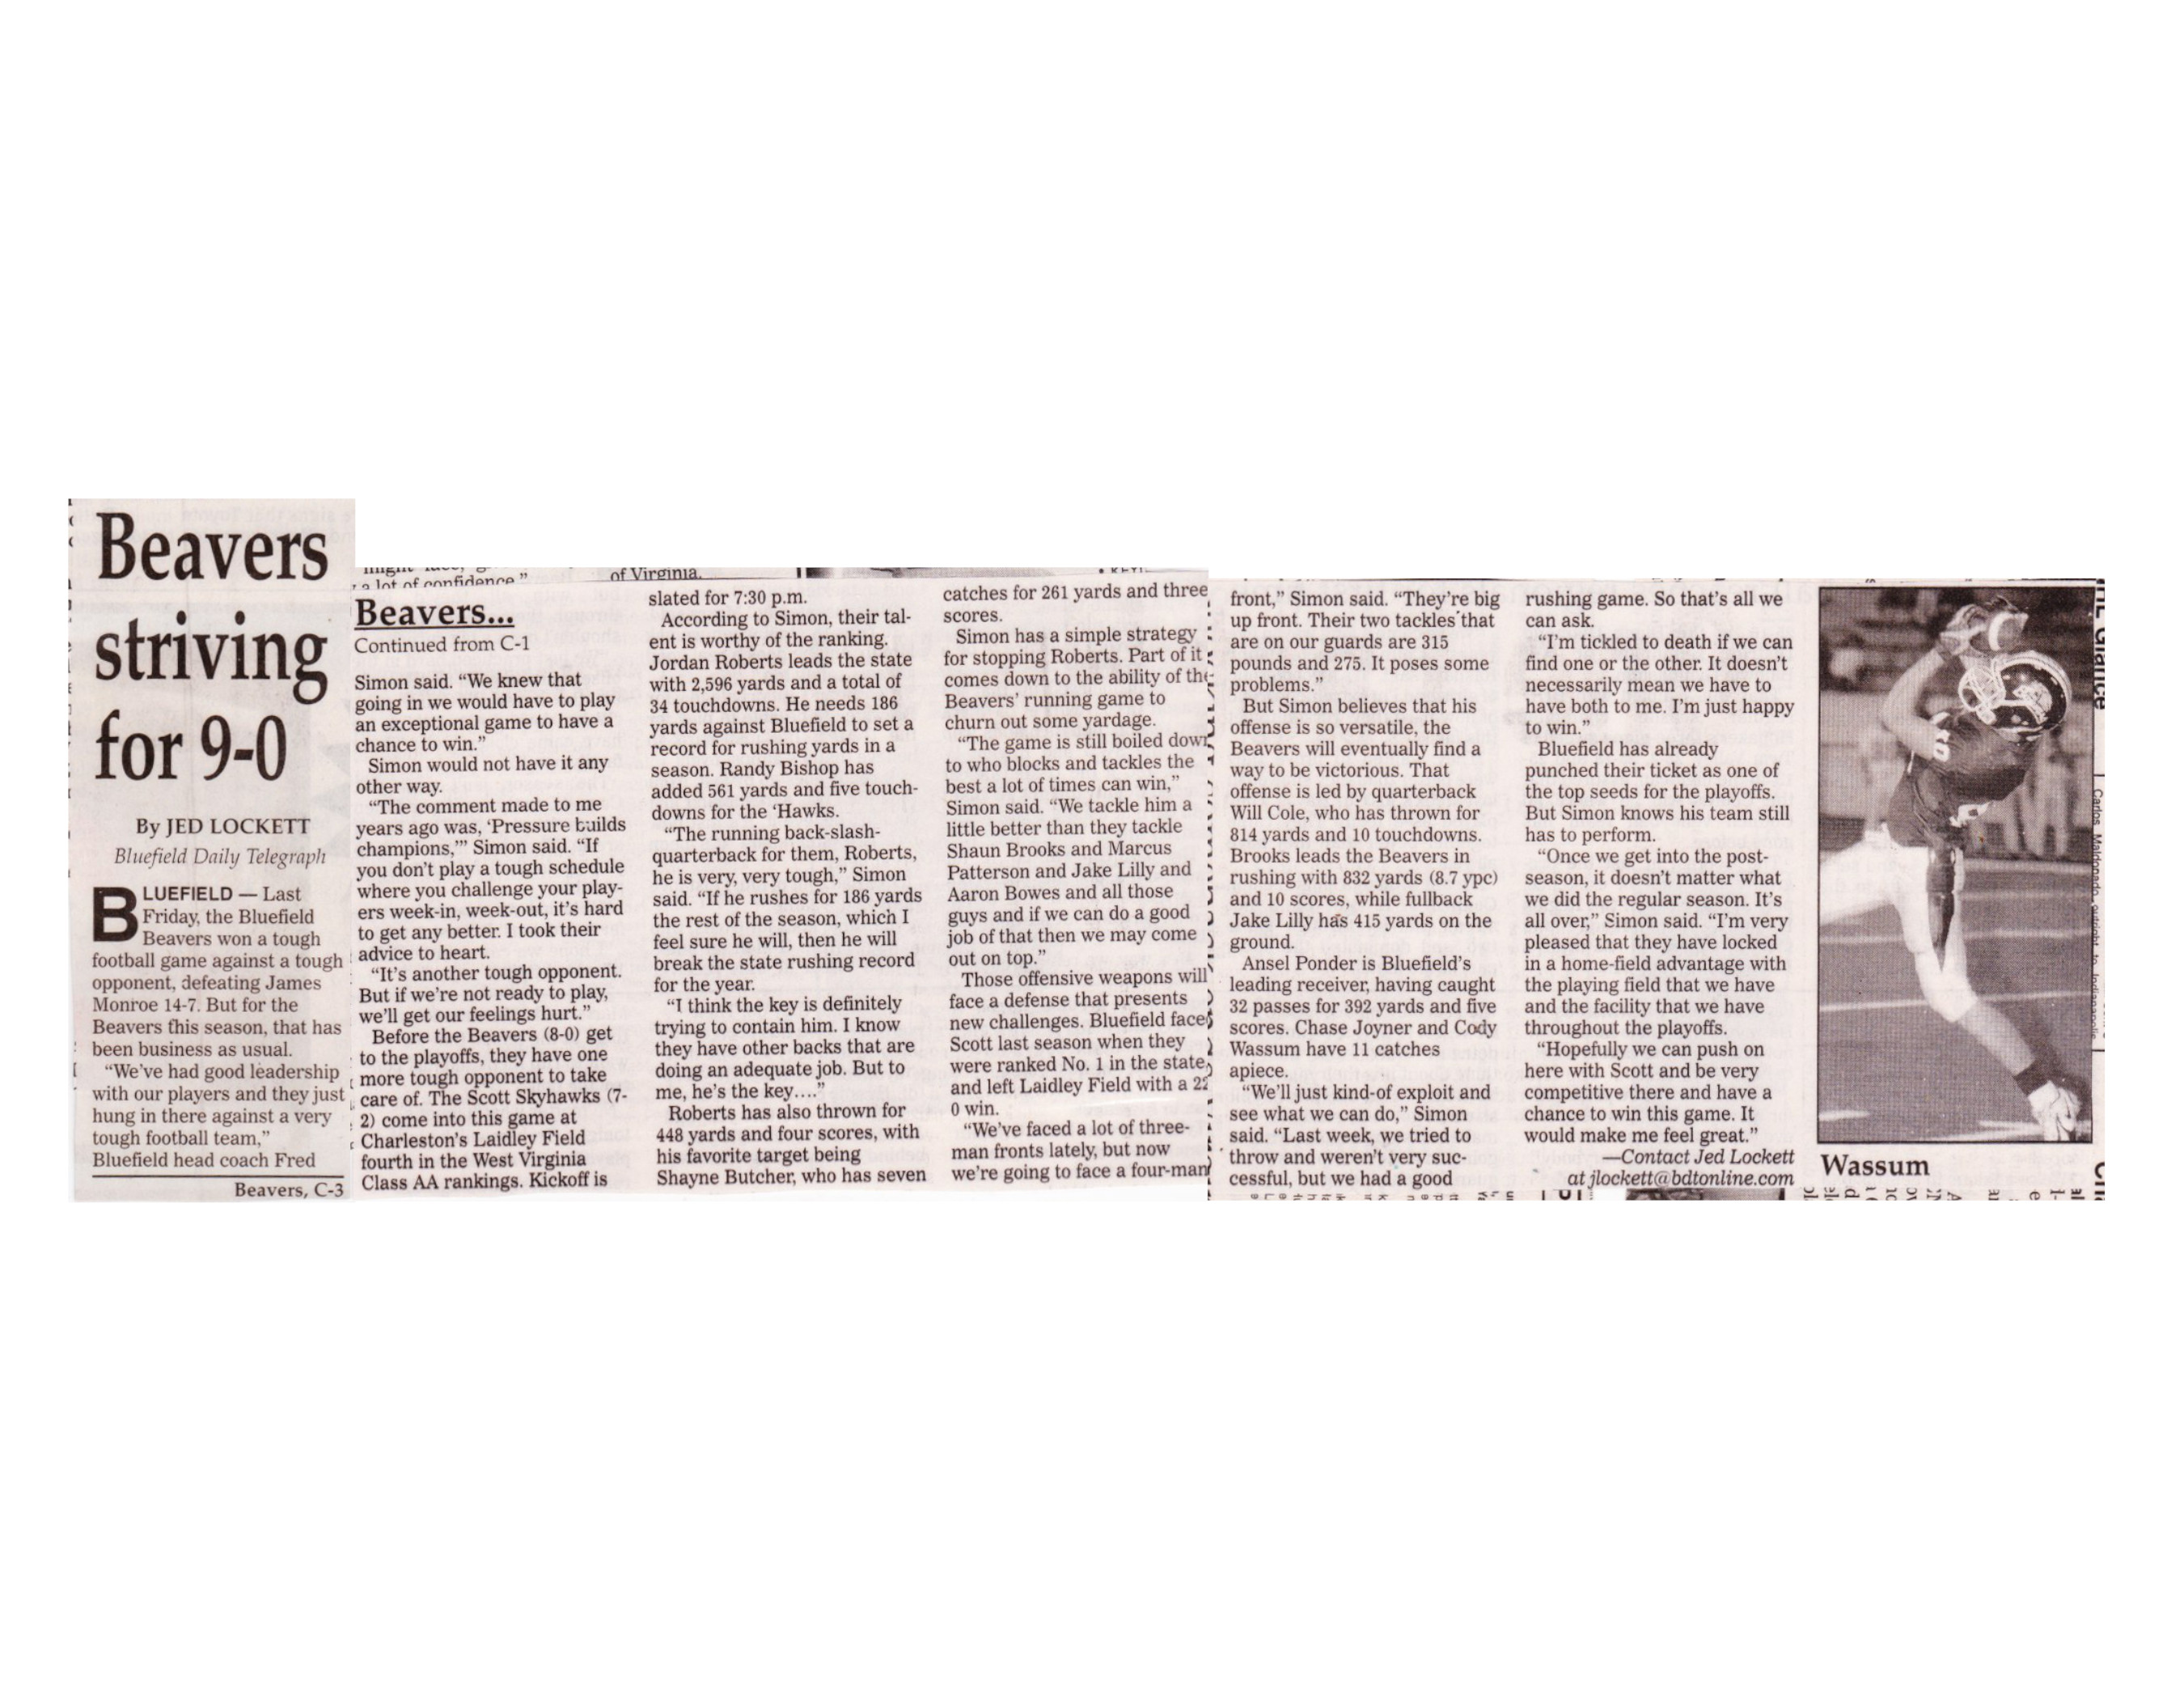 Beavers
striving
for 9-0
By JED LOCKETT
Bluefield Daily Telegraph
BLUEFIELD — Last
Friday, the Bluefield
Beavers won a tough
football game against a tough
opponent, defeating James
Monroe 14-7. But for the
Beavers this season, that has
been business as usual.
“We’ve had good leadership
with our players and they just
hung in there against a very
tough football team,”
Bluefield head coach Fred
Beavers, C-3
a lot of confidence.”
of Virginia.
Beavers...
Continued from C-1
Simon said. “We knew that
going in we would have to play
an exceptional game to have a
chance to win.”
Simon would not have it any
other way.
“The comment made to me
years ago was, ‘Pressure builds
champions,’” Simon said. “If
you don’t play a tough schedule
where you challenge your play-
ers week-in, week-out, it’s hard
to get any better. I took their
advice to heart.
“It’s another tough opponent.
But if we’re not ready to play,
we’ll get our feelings hurt.”
Before the Beavers (8-0) get
to the playoffs, they have one
more tough opponent to take
care of. The Scott Skyhawks (7-
2) come into this game at
Charleston’s Laidley Field
fourth in the West Virginia
Class AA rankings. Kickoff is
slated for 7:30 p.m.
According to Simon, their tal-
ent is worthy of the ranking.
Jordan Roberts leads the state
with 2,596 yards and a total of
34 touchdowns. He needs 186
yards against Bluefield to set a
record for rushing yards in a
season. Randy Bishop has
added 561 yards and five touch-
downs for the ‘Hawks.
“The running back-slash-
quarterback for them, Roberts,
he is very, very tough,” Simon
said. “If he rushes for 186 yards
the rest of the season, which I
feel sure he will, then he will
break the state rushing record
for the year.
“I think the key is definitely
trying to contain him. I know
they have other backs that are
doing an adequate job. But to
me, he’s the key....”
Roberts has also thrown for
448 yards and four scores, with
his favorite target being
Shayne Butcher, who has seven
catches for 261 yards and three
scores.
Simon has a simple strategy
for stopping Roberts. Part of it
comes down to the ability of the
Beavers’ running game to
churn out some yardage.
“The game is still boiled down
to who blocks and tackles the
best a lot of times can win,”
Simon said. “We tackle him a
little better than they tackle
Shaun Brooks and Marcus
Patterson and Jake Lilly and
Aaron Bowes and all those
guys and if we can do a good
job of that then we may come
out on top.”
Those offensive weapons will
face a defense that presents
new challenges. Bluefield faced
Scott last season when they
were ranked No. 1 in the state
and left Laidley Field with a 22
0 win.
“We’ve faced a lot of three-
man fronts lately, but now
we’re going to face a four-man
front,” Simon said. “They’re big
up front. Their two tackles that
are on our guards are 315
pounds and 275. It poses some
problems.”
But Simon believes that his
offense is so versatile, the
Beavers will eventually find a
way to be victorious. That
offense is led by quarterback
Will Cole, who has thrown for
814 yards and 10 touchdowns.
Brooks leads the Beavers in
rushing with 832 yards (8.7 ypc)
and 10 scores, while fullback
Jake Lilly has 415 yards on the
ground.
Ansel Ponder is Bluefield’s
leading receiver, having caught
32 passes for 392 yards and five
scores. Chase Joyner and Cody
Wassum have 11 catches
apiece.
“We’ll just kind-of exploit and
see what we can do,” Simon
said. “Last week, we tried to
throw and weren’t very suc-
cessful, but we had a good
rushing game. So that’s all we
can ask.
“I’m tickled to death if we can
find one or the other. It doesn’t
necessarily mean we have to
have both to me. I’m just happy
to win.”
Bluefield has already
punched their ticket as one of
the top seeds for the playoffs.
But Simon knows his team still
has to perform.
“Once we get into the post-
season, it doesn’t matter what
we did the regular season. It’s
all over,” Simon said. “I’m very
pleased that they have locked
in a home-field advantage with
the playing field that we have
and the facility that we have
throughout the playoffs.
“Hopefully we can push on
here with Scott and be very
competitive there and have a
chance to win this game. It
would make me feel great.”
—Contact Jed Lockett
at jlockett@bdtonline.com
Wassum